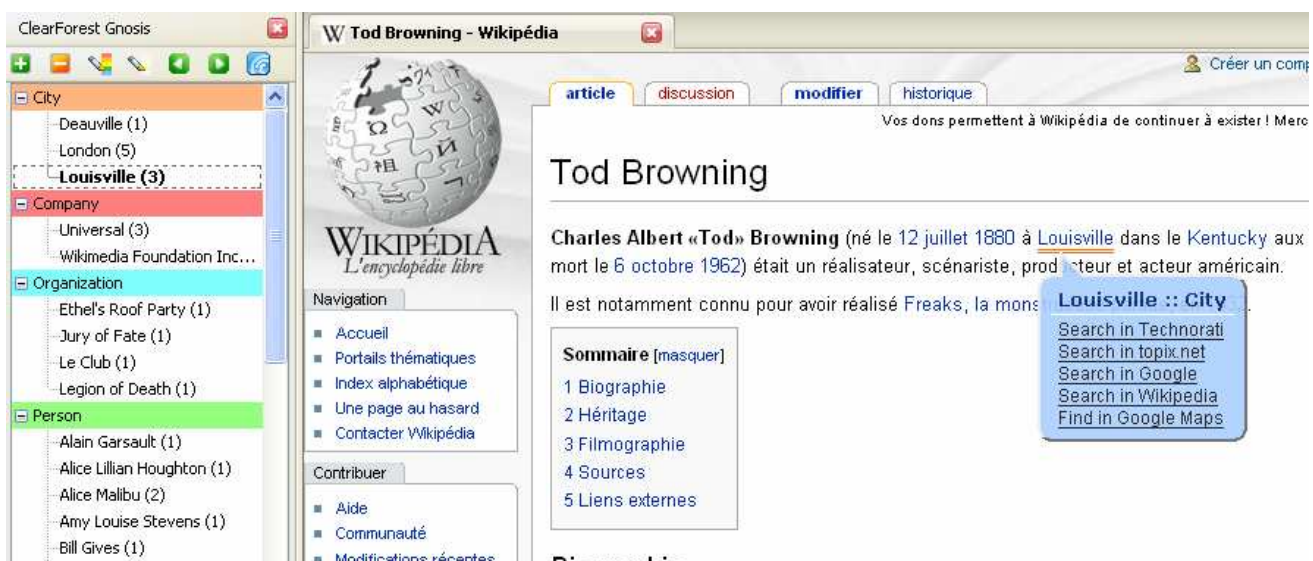 ClearForest Gnosis
City
Deauville (1)
London (5)
Louisville (3)
Company
Universal (3)
Wikimedia Foundation Inc...
Organization
Ethel's Roof Party (1)
Jury of Fate (1)
Le Club (1)
Legion of Death (1)
Person
Alain Garsault (1)
Alice Lillian Houghton (1)
Alice Malibu (2)
Amy Louise Stevens (1)
Bill Gives (1)
W Tod Browning - Wikipédia
WIKIPÉDIA
L'encyclopédie libre
Navigation
Accueil
Portails thématiques
Index alphabétique
Une page au hasard
Contacter Wikipédia
Contribuer
Aide
Communauté
Modifications récentes
Créer un comp
article discussion modifier historique
Vos dons permettent à Wikipédia de continuer à exister ! Merc
Tod Browning
Charles Albert «Tod» Browning (né le 12 juillet 1880 à Louisville dans le Kentucky aux
mort le 6 octobre 1962) était un réalisateur, scénariste, prod teur et acteur américain.
Il est notamment connu pour avoir réalisé Freaks, la mons
Louisville :: City
Search in Technorati
Search in topix.net
Search in Google
Search in Wikipedia
Find in Google Maps
Sommaire [masquer]
1 Biographie
2 Héritage
3 Filmographie
4 Sources
5 Liens externes